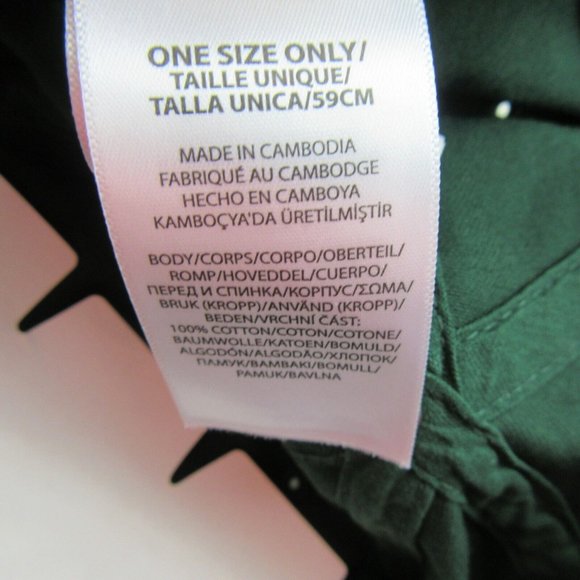 ONE SIZE ONLY/
TAILLE UNIQUE/
TALLA UNICA/59CM
MADE IN CAMBODIA
FABRIQUÉ AU CAMBODGE
HECHO EN CAMBOYA
KAMBOÇYA'DA ÜRETİLMİŞTİR
BODY/CORPS/CORPO/OBERTEIL/
ROMP/HOVEDDEL/CUERPO/
ПЕРЕД И СПИНКА/КОРПУС/ΣΩΜΑ/
BRUK (KROPP)/ANVÄND (KROPP)/
BEDEN/VRCHNÍ ČÁST:
100% COTTON/COTON/COTONE/
BAUMWOLLE/KATOEN/BOMULD/
ALGODÓN/ALGODÃO/ХЛОПОК/
ПАМУК/ΒΑΜΒΑΚΙ/BOMULL/
PAMUK/BAVLNA